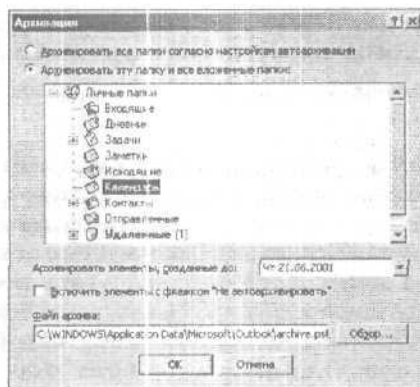 Архивация
Архивировать все папки согласно настройкам автоархивации
Архивировать эту папку и все вложенные папки:
Личные папки
Входящие
Дневник
Задачи
Заметки
Исходящие
Календарь
Контакты
Отправленные
Удаленные (1)
Архивировать элементы, созданные до: Чт 21.06.2001
Включить элементы с флажком "Не автоархивировать"
Файл архива:
C:\WINDOWS\Application Data\Microsoft\Outlook\archive.pst Обзор...
OK Отмена